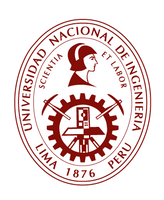 UNIVERSIDAD NACIONAL DE INGENIERIA
SCIENTIA ET LABOR
LIMA 1876 PERU